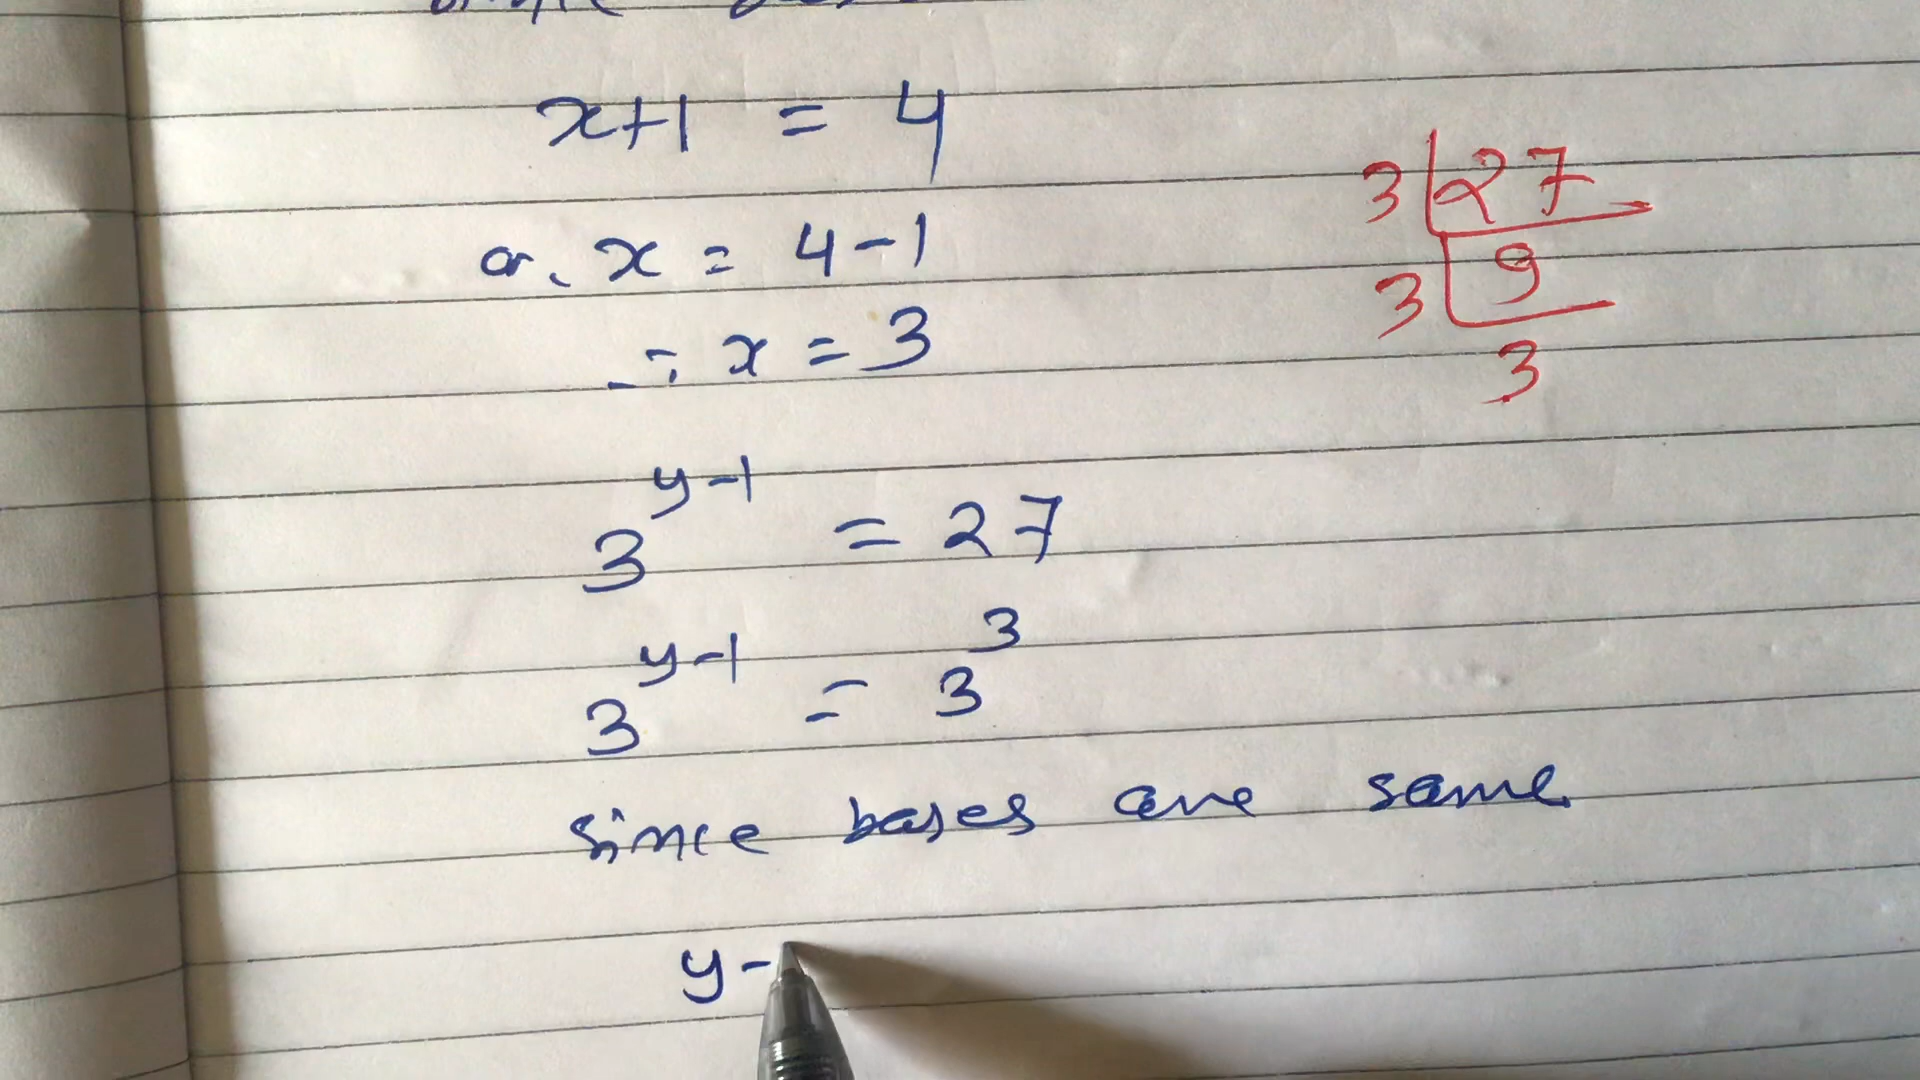 x+1 = 4
or, x = 4-1
∴ x = 3
3^{y-1} = 27
3^{y-1} = 3^3
since bases are same
y-
3 27
3 9
3